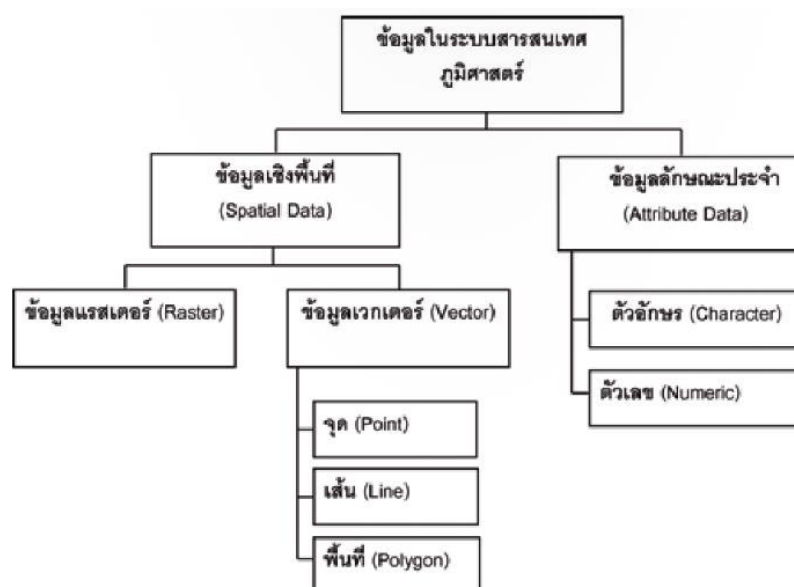 ข้อมูลในระบบสารสนเทศ
ภูมิศาสตร์
ข้อมูลเชิงพื้นที่
(Spatial Data)
ข้อมูลลักษณะประจำ
(Attribute Data)
ข้อมูลแรสเตอร์ (Raster)
ข้อมูลเวกเตอร์ (Vector)
ตัวอักษร (Character)
ตัวเลข (Numeric)
จุด (Point)
เส้น (Line)
พื้นที่ (Polygon)